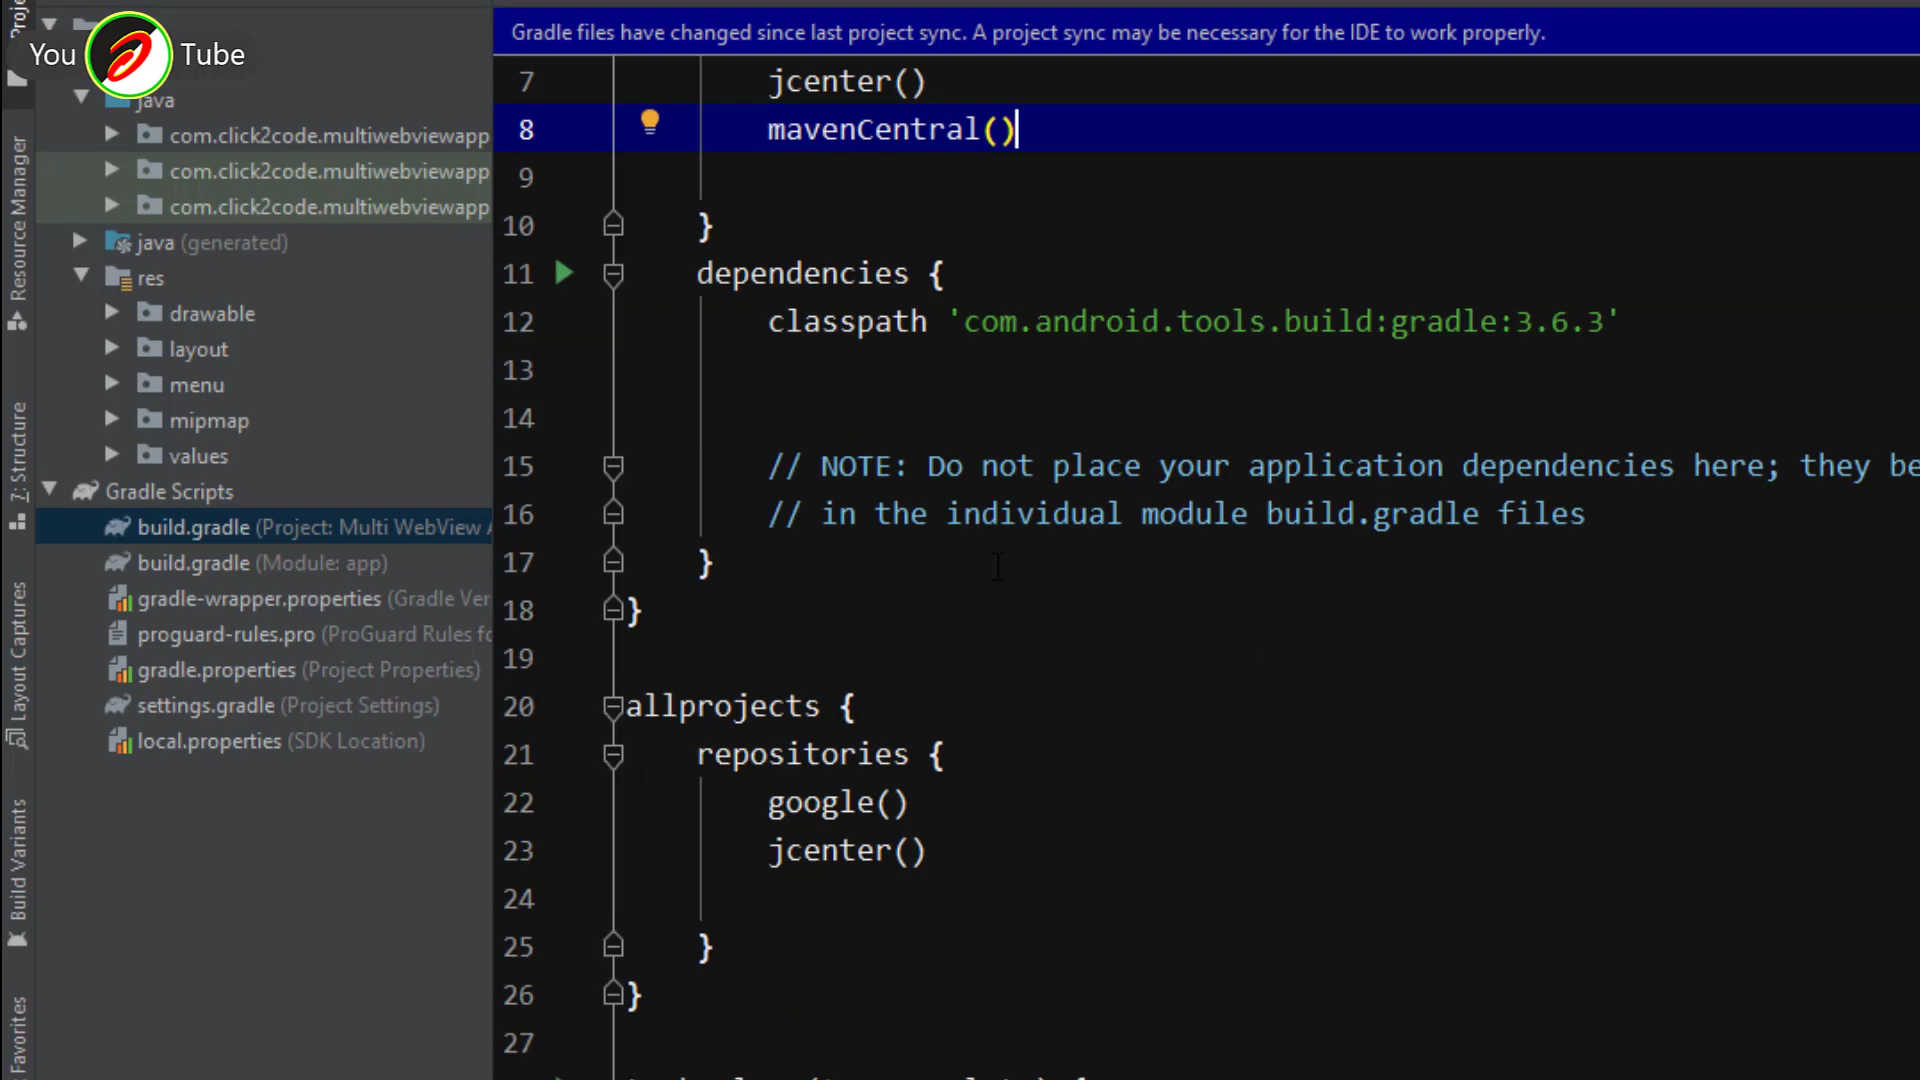 You Tube
Gradle files have changed since last project sync. A project sync may be necessary for the IDE to work properly.
java
com.click2code.multiwebviewapp
com.click2code.multiwebviewapp
com.click2code.multiwebviewapp
java (generated)
res
drawable
layout
menu
mipmap
values
Gradle Scripts
build.gradle (Project: Multi WebView
build.gradle (Module: app)
gradle-wrapper.properties (Gradle Ver
proguard-rules.pro (ProGuard Rules fo
gradle.properties (Project Properties)
settings.gradle (Project Settings)
local.properties (SDK Location)
Resource Manager
7: Structure
Layout Captures
Build Variants
Favorites
7 jcenter()
8 mavenCentral()
9
10 }
11 dependencies {
12 classpath 'com.android.tools.build:gradle:3.6.3'
13
14
15 // NOTE: Do not place your application dependencies here; they be
16 // in the individual module build.gradle files
17 }
18 }
19
20 allprojects {
21 repositories {
22 google()
23 jcenter()
24
25 }
26 }
27